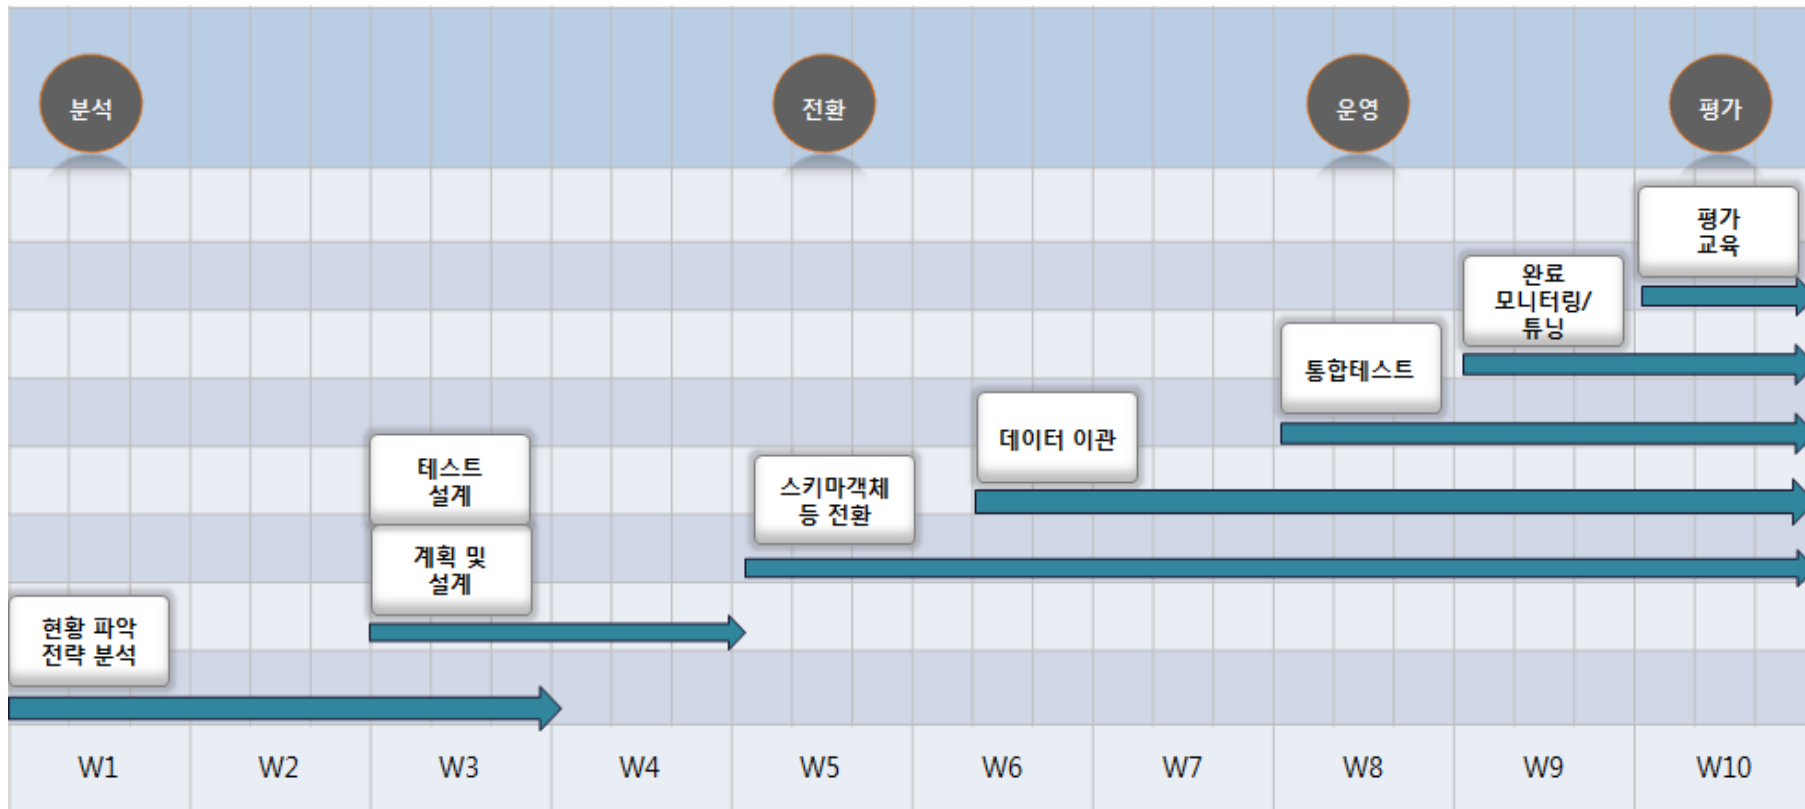 분석
전환
운영
평가
평가
교육
완료
모니터링/
튜닝
통합테스트
데이터 이관
테스트
설계
스키마객체
등 전환
계획 및
설계
현황 파악
전략 분석
W1
W2
W3
W4
W5
W6
W7
W8
W9
W10